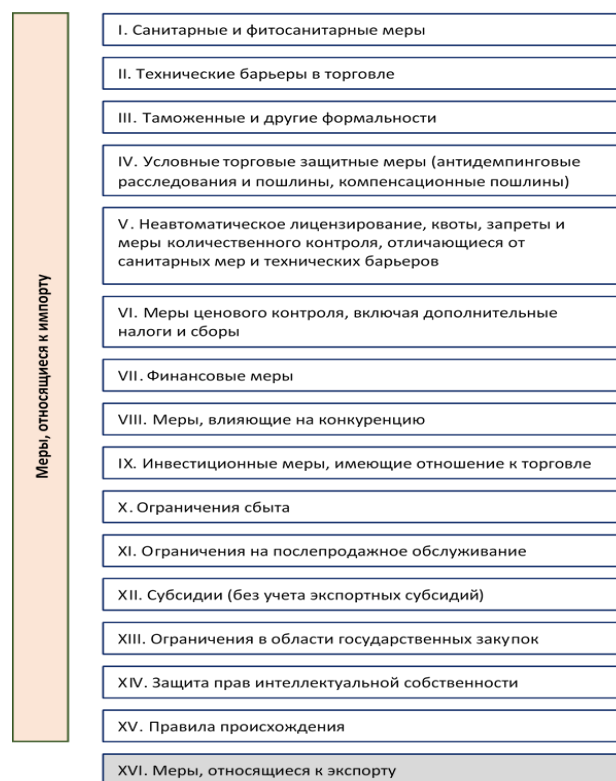 Меры, относящиеся к импорту
I. Санитарные и фитосанитарные меры
II. Технические барьеры в торговле
III. Таможенные и другие формальности
IV. Условные торговые защитные меры (антидемпинговые
расследования и пошлины, компенсационные пошлины)
V. Неавтоматическое лицензирование, квоты, запреты и
меры количественного контроля, отличающиеся от
санитарных мер и технических барьеров
VI. Меры ценового контроля, включая дополнительные
налоги и сборы
VII. Финансовые меры
VIII. Меры, влияющие на конкуренцию
IX. Инвестиционные меры, имеющие отношение к торговле
X. Ограничения сбыта
XI. Ограничения на послепродажное обслуживание
XII. Субсидии (без учета экспортных субсидий)
XIII. Ограничения в области государственных закупок
XIV. Защита прав интеллектуальной собственности
XV. Правила происхождения
XVI. Меры, относящиеся к экспорту